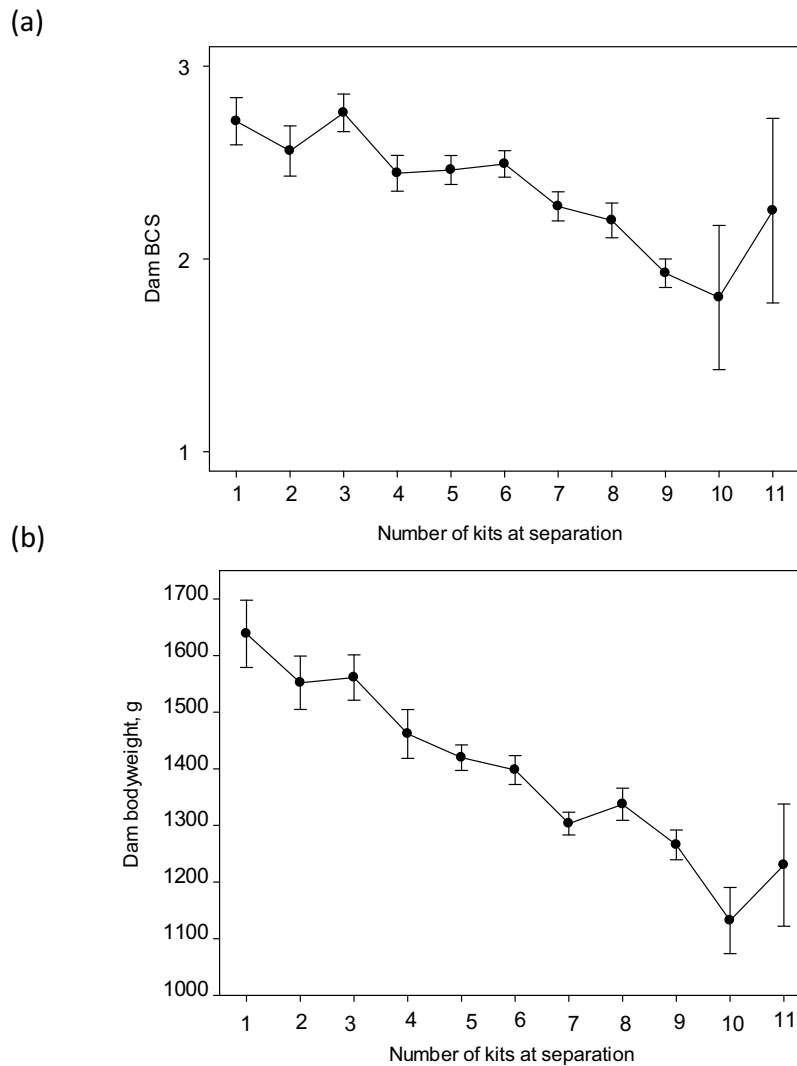 (a)
3
2
1
Dam BCS
1 2 3 4 5 6 7 8 9 10 11
Number of kits at separation
(b)
1700
1600
1500
1400
1300
1200
1100
1000
Dam bodyweight, g
1 2 3 4 5 6 7 8 9 10 11
Number of kits at separation